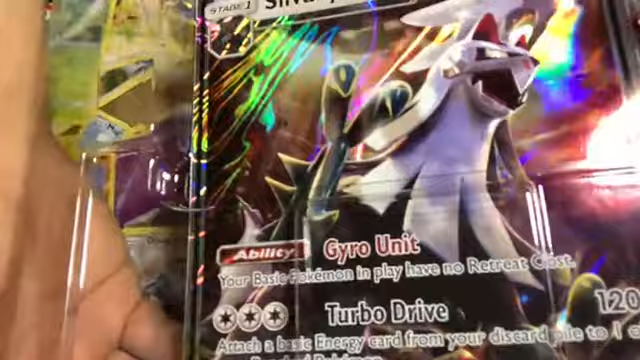 STAGE 1
Ability Gyro Unit
Your Basic Pokémon in play have no Retreat Cost.
Turbo Drive 120
Attach a basic Energy card from your discard pile to 1